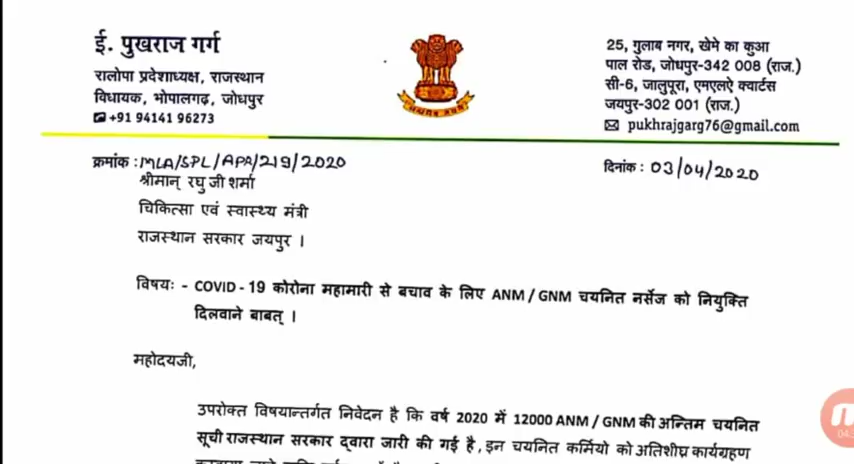 ई. पुखराज गर्ग
रालोपा प्रदेशाध्यक्ष, राजस्थान
विधायक, भोपालगढ़, जोधपुर
+91 94141 96273
25, गुलाब नगर, खेमे का कुआ
पाल रोड, जोधपुर-342 008 (राज.)
सी-6, जालुपूरा, एमएलऐ क्वार्टस
जयपुर-302 001 (राज.)
pukhrajgarg76@gmail.com
क्रमांक : MLA/SPL/APA/219/2020
दिनांक : 03/04/2020
श्रीमान् रघु जी शर्मा
चिकित्सा एवं स्वास्थ्य मंत्री
राजस्थान सरकार जयपुर ।
विषयः - COVID - 19 कोरोना महामारी से बचाव के लिए ANM / GNM चयनित नर्सेज को नियुक्ति
दिलवाने बाबत् ।
महोदयजी,
उपरोक्त विषयान्तर्गत निवेदन है कि वर्ष 2020 में 12000 ANM / GNM की अन्तिम चयनित
सूची राजस्थान सरकार द्वारा जारी की गई है , इन चयनित कर्मियो को अतिशीघ्र कार्यग्रहण